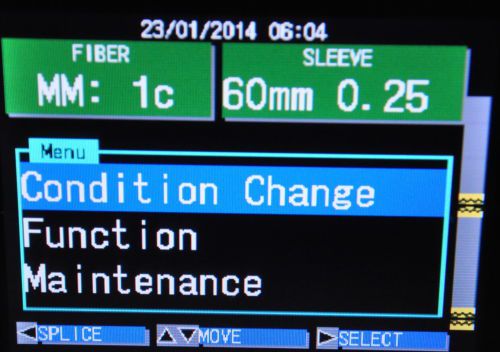 23/01/2014 06:04
FIBER
MM: 1c
SLEEVE
60mm 0.25
Menu
Condition Change
Function
Maintenance
SPLICE
MOVE
SELECT